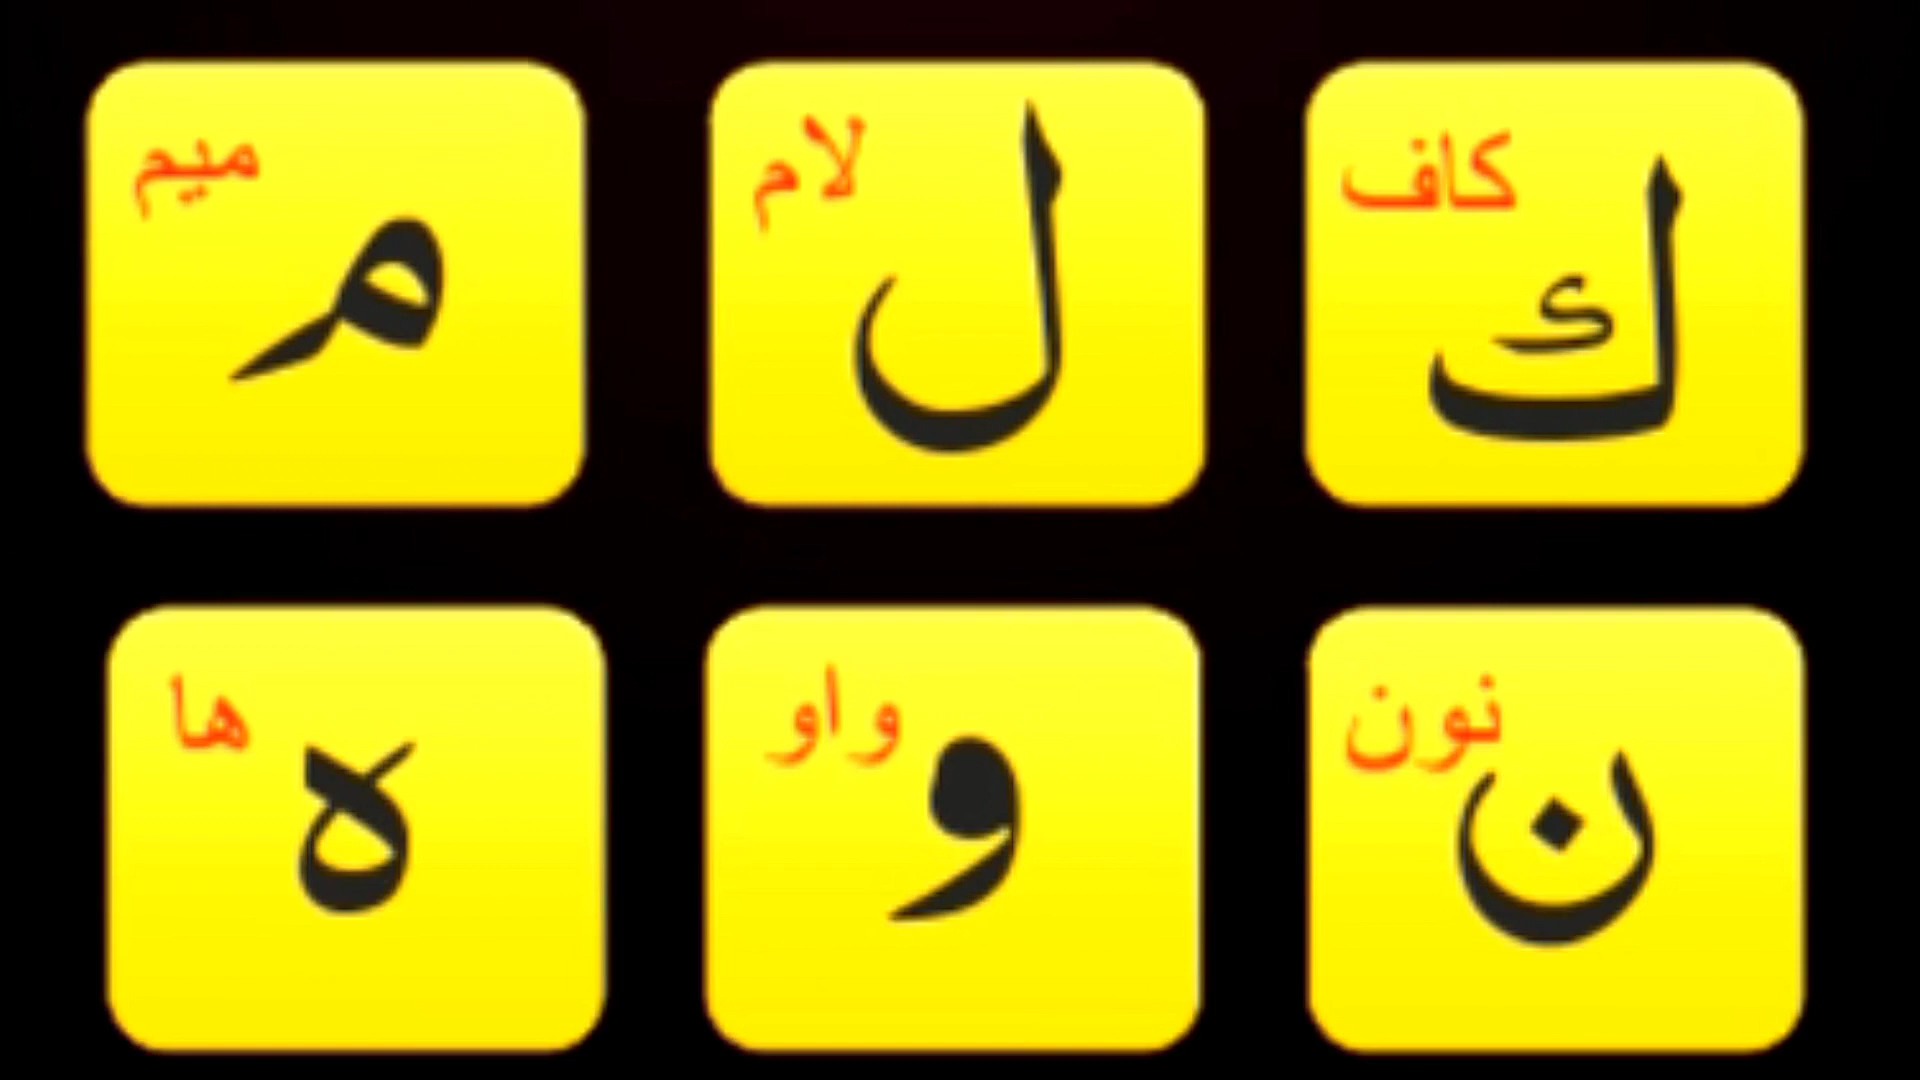 كاف
ك
لام
ل
ميم
م
نون
ن
واو
و
ها
ه